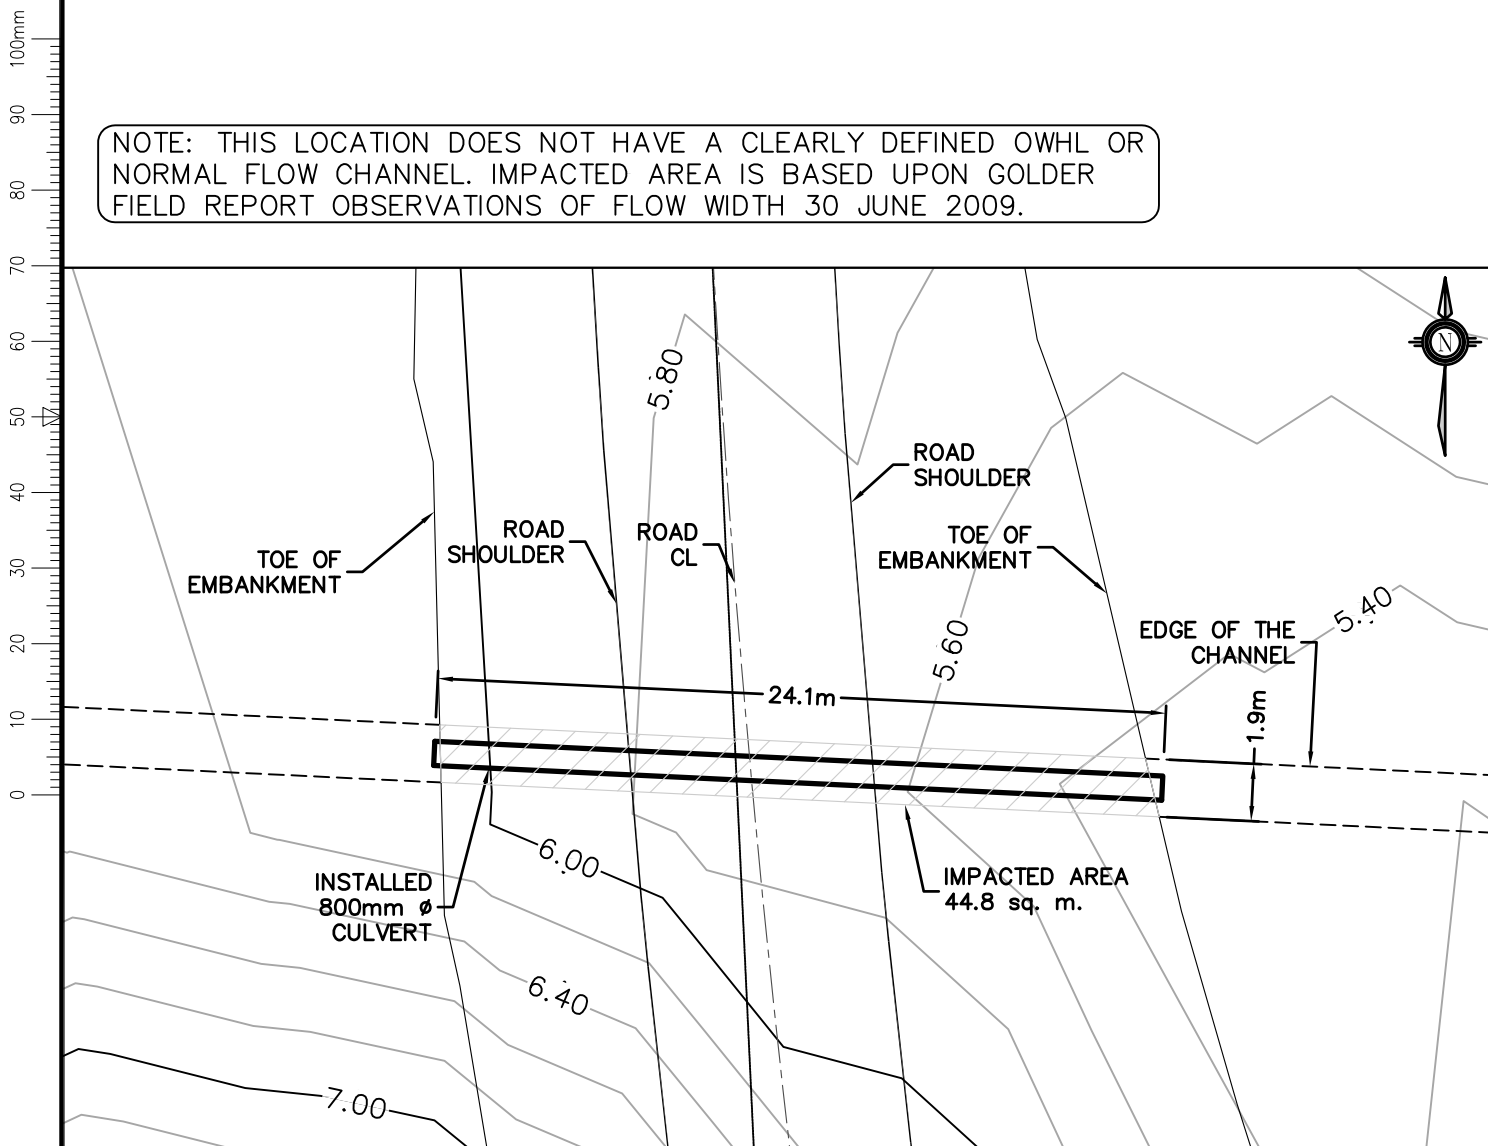 100mm
90
80
70
60
50
40
30
20
10
0
NOTE: THIS LOCATION DOES NOT HAVE A CLEARLY DEFINED OWHL OR
NORMAL FLOW CHANNEL. IMPACTED AREA IS BASED UPON GOLDER
FIELD REPORT OBSERVATIONS OF FLOW WIDTH 30 JUNE 2009.
N
5.80
ROAD
SHOULDER
ROAD
SHOULDER
ROAD
CL
TOE OF
EMBANKMENT
TOE OF
EMBANKMENT
5.40
5.60
EDGE OF THE
CHANNEL
24.1m
1.9m
6.00
INSTALLED
800mm ø
CULVERT
IMPACTED AREA
44.8 sq. m.
6.40
7.00